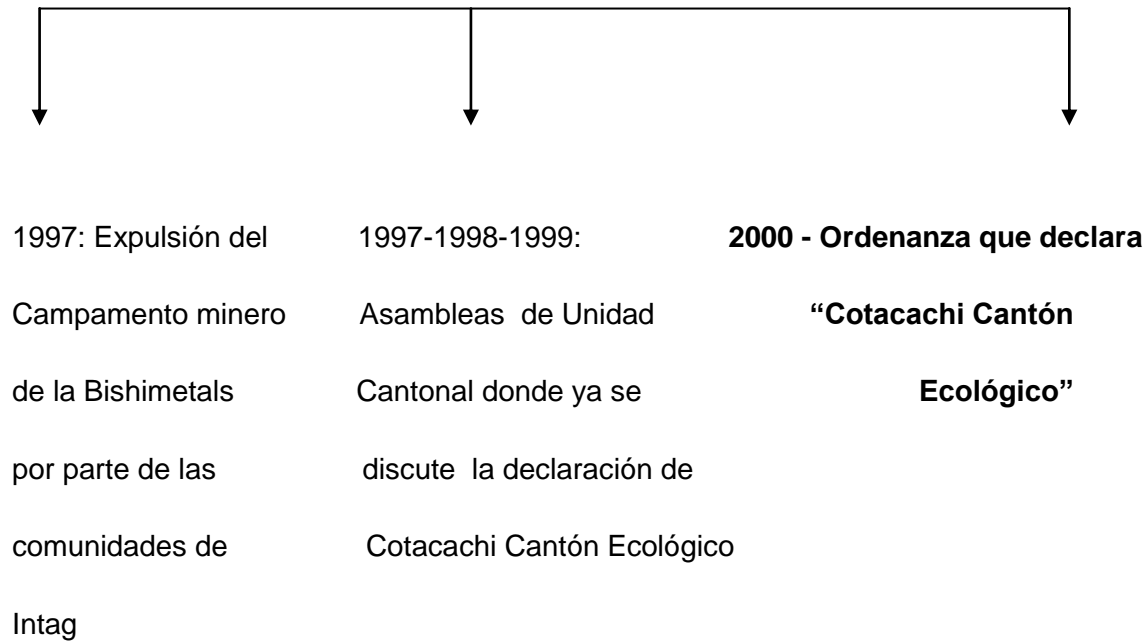 1997: Expulsión del
Campamento minero
de la Bishimetals
por parte de las
comunidades de
Intag
1997-1998-1999:
Asambleas de Unidad
Cantonal donde ya se
discute la declaración de
Cotacachi Cantón Ecológico
2000 - Ordenanza que declara
“Cotacachi Cantón
Ecológico”